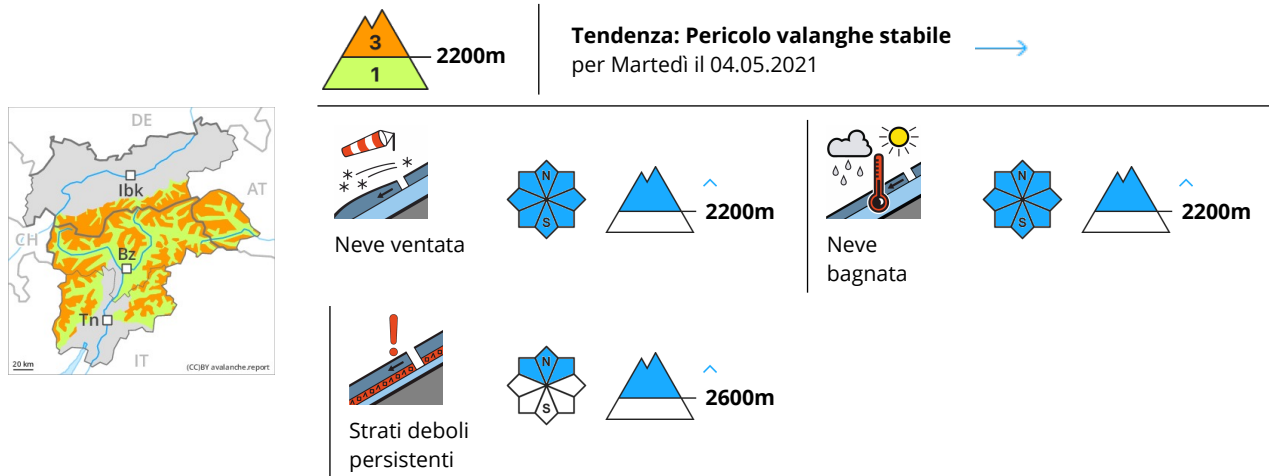 3
1
2200m
Tendenza: Pericolo valanghe stabile
per Martedì il 04.05.2021
DE
Ibk
AT
CH
Bz
Tn
IT
20 km
(CC)BY avalanche.report
N
S
2200m
Neve ventata
N
S
2200m
Neve
bagnata
N
S
2600m
Strati deboli
persistenti